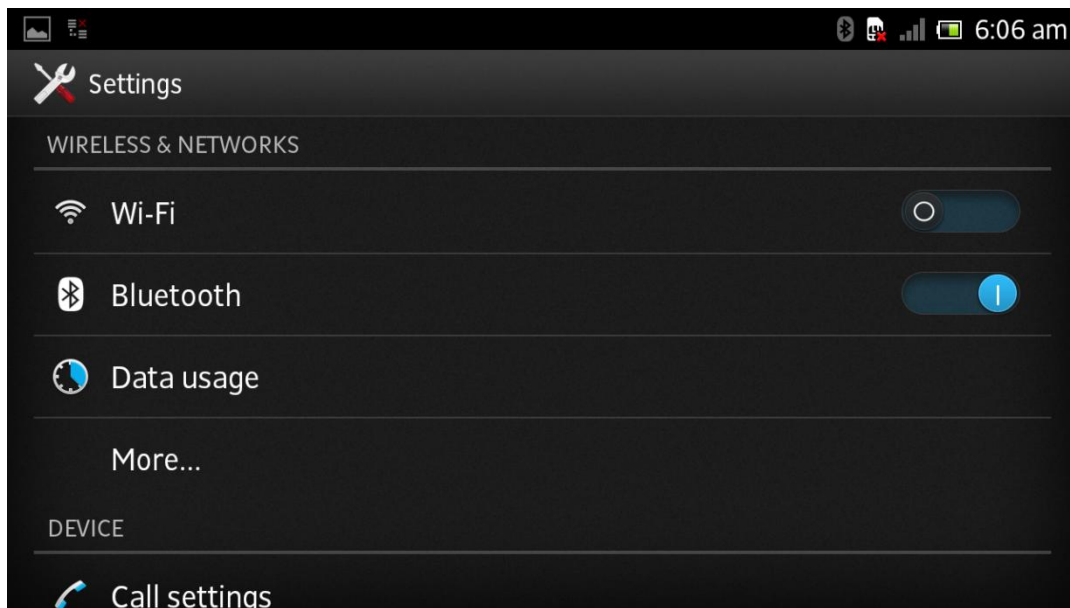 6:06 am
Settings
WIRELESS & NETWORKS
Wi-Fi
Bluetooth
Data usage
More...
DEVICE
Call settings